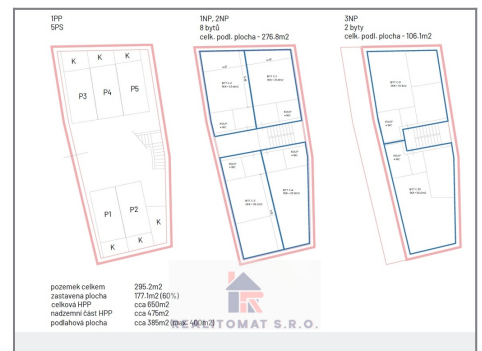 1PP
5PS
K K K
P3 P4 P5
P1 P2
K
K K
1NP, 2NP
8 bytů
celk. podl. plocha - 276.8m2
3NP
2 byty
celk. podl. plocha - 106.1m2
pozemek celkem 295.2m2
zastavena plocha 177.1m2 (60%)
celková HPP cca 650m2
nadzemní část HPP cca 475m2
podlahová plocha cca 385m2 (max. 400m2)
REALITOMAT S.R.O.